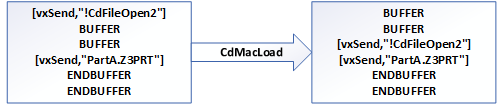 [vxSend,"!CdFileOpen2"]
BUFFER
BUFFER
[vxSend,"PartA.Z3PRT"]
ENDBUFFER
ENDBUFFER
CdMacLoad
BUFFER
BUFFER
[vxSend,"!CdFileOpen2"]
[vxSend,"PartA.Z3PRT"]
ENDBUFFER
ENDBUFFER